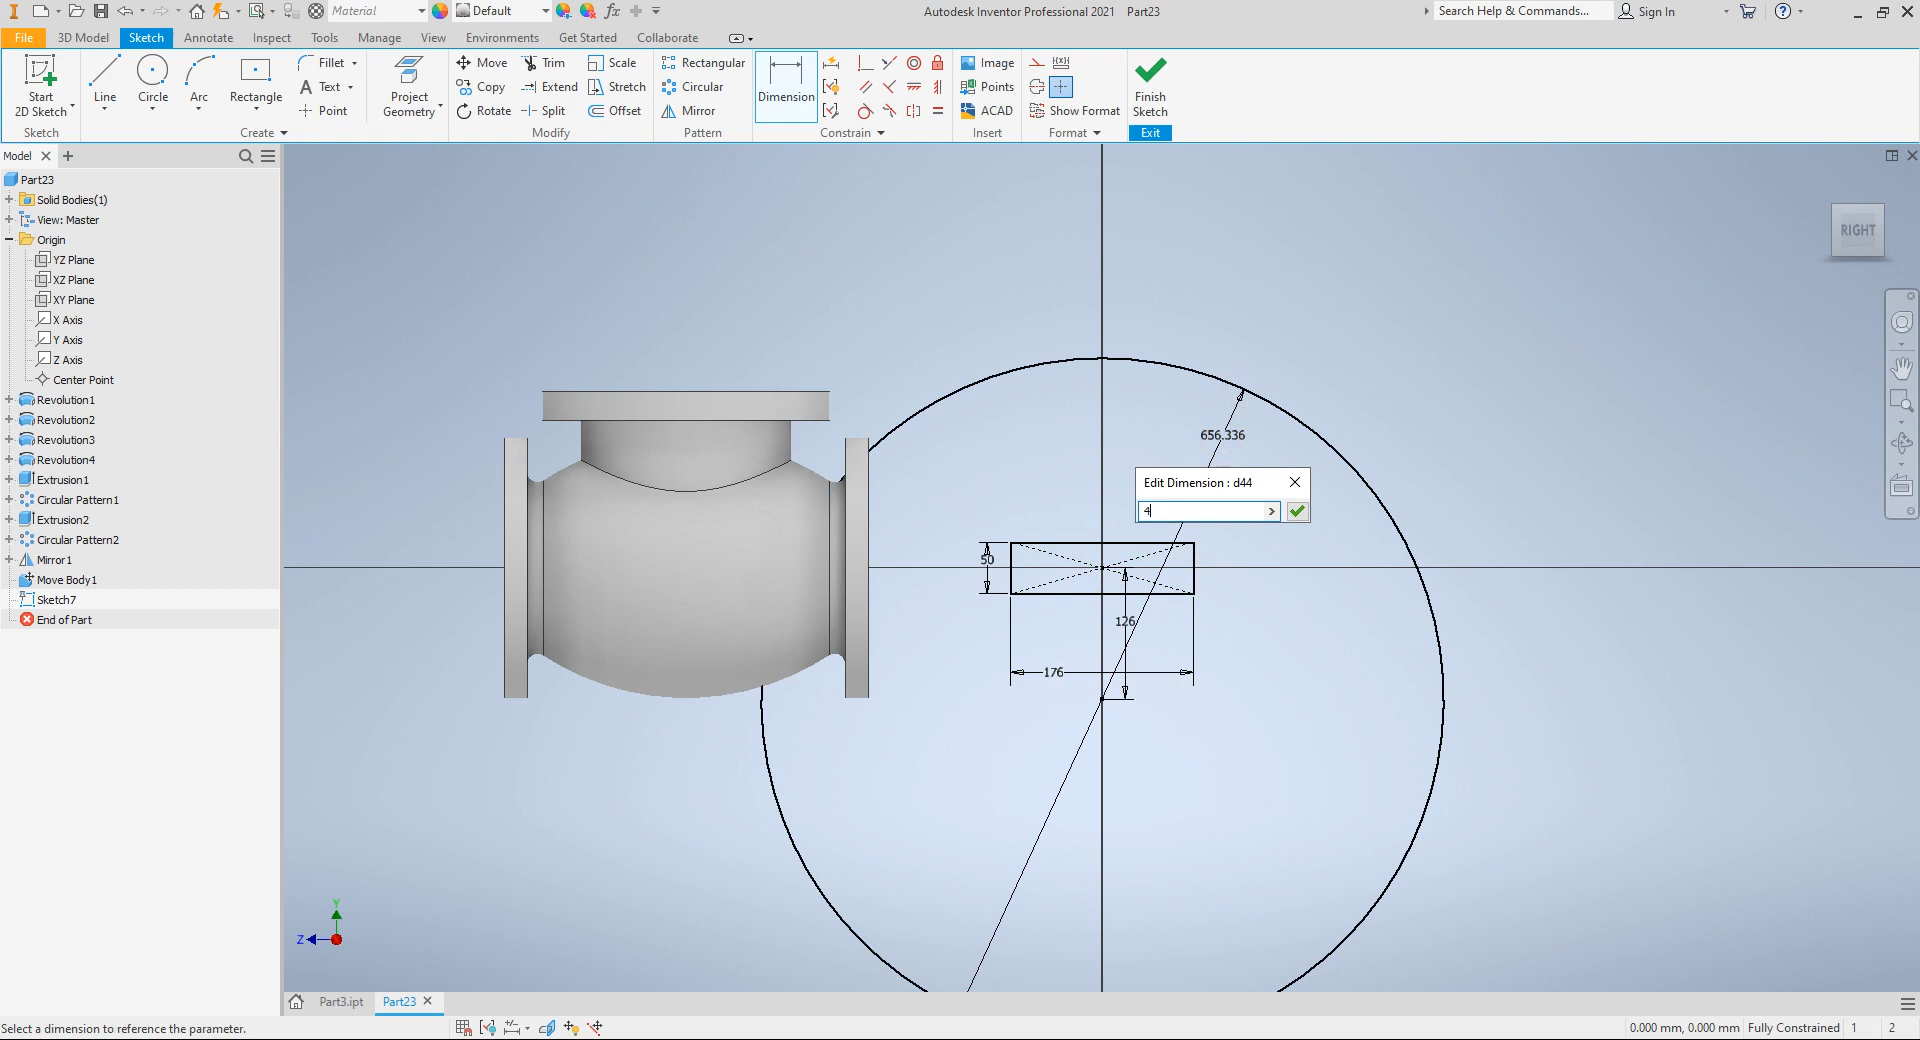 Material
Default
fx
Autodesk Inventor Professional 2021 Part23
Search Help & Commands...
Sign In
File
3D Model
Sketch
Annotate
Inspect
Tools
Manage
View
Environments
Get Started
Collaborate
Start
2D Sketch
Line
Circle
Arc
Rectangle
Fillet
Text
Point
Project
Geometry
Move
Copy
Rotate
Trim
Extend
Split
Scale
Stretch
Offset
Rectangular
Circular
Mirror
Dimension
Image
Points
ACAD
Show Format
Finish
Sketch
Sketch
Create
Modify
Pattern
Constrain
Insert
Format
Exit
Model
Part23
Solid Bodies(1)
View: Master
Origin
YZ Plane
XZ Plane
XY Plane
X Axis
Y Axis
Z Axis
Center Point
Revolution1
Revolution2
Revolution3
Revolution4
Extrusion1
Circular Pattern1
Extrusion2
Circular Pattern2
Mirror1
Move Body1
Sketch7
End of Part
RIGHT
656.336
Edit Dimension : d44
4
50
126
176
Y
Z
Part3.ipt
Part23
Select a dimension to reference the parameter.
0.000 mm, 0.000 mm
Fully Constrained
1
2